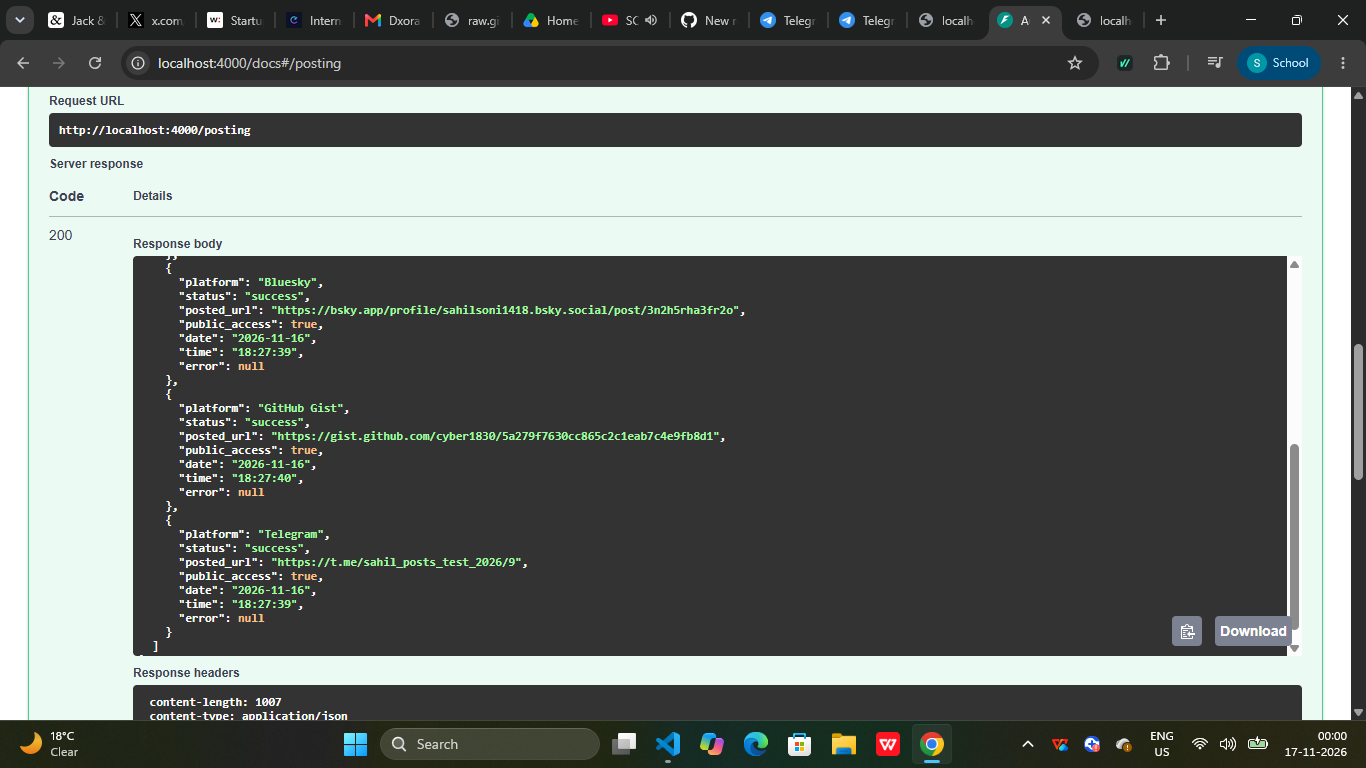 Jack &
x.com
Startu
Intern
Dxora
raw.gi
Home
SC
New r
Telegr
Telegr
localh
A
localh
localhost:4000/docs#/posting
S School
Request URL
http://localhost:4000/posting
Server response
Code Details
200
Response body
},
{
"platform": "Bluesky",
"status": "success",
"posted_url": "https://bsky.app/profile/sahilsoni1418.bsky.social/post/3n2h5rha3fr2o",
"public_access": true,
"date": "2026-11-16",
"time": "18:27:39",
"error": null
},
{
"platform": "GitHub Gist",
"status": "success",
"posted_url": "https://gist.github.com/cyber1830/5a279f7630cc865c2c1eab7c4e9fb8d1",
"public_access": true,
"date": "2026-11-16",
"time": "18:27:40",
"error": null
},
{
"platform": "Telegram",
"status": "success",
"posted_url": "https://t.me/sahil_posts_test_2026/9",
"public_access": true,
"date": "2026-11-16",
"time": "18:27:39",
"error": null
}
]
Download
Response headers
content-length: 1007
content-type: application/json
18°C
Clear
Search
ENG
US
00:00
17-11-2026